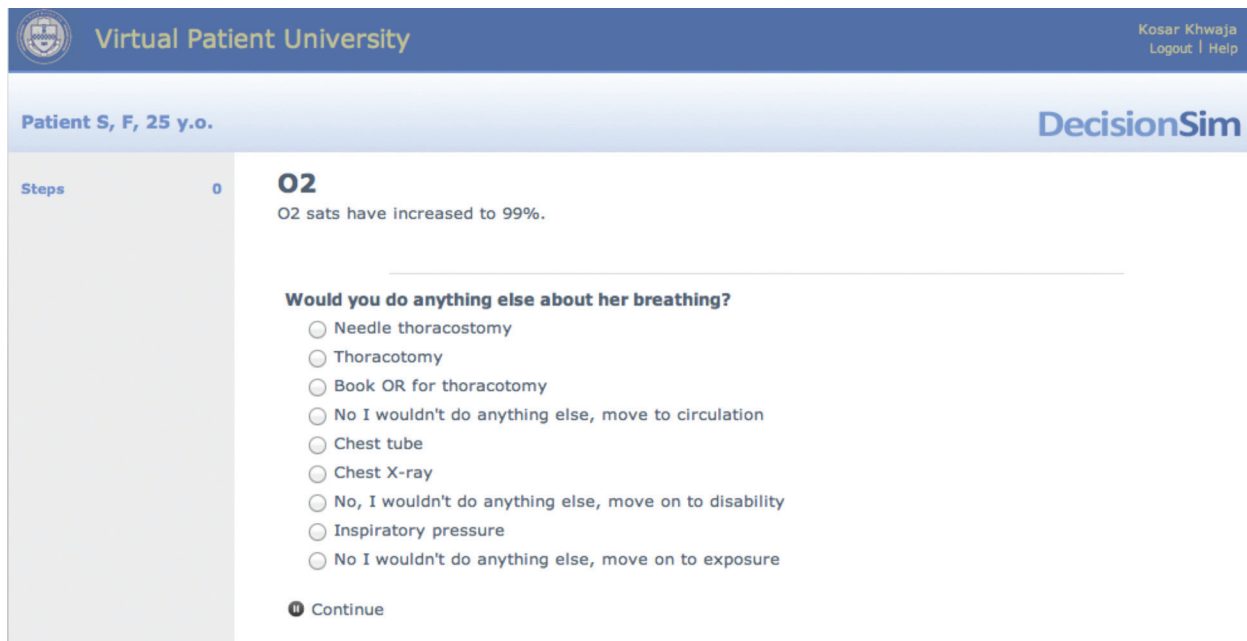 Virtual Patient University
Kosar Khwaja
Logout | Help
Patient S, F, 25 y.o.
DecisionSim
Steps 0
O2
O2 sats have increased to 99%.
Would you do anything else about her breathing?
Needle thoracostomy
Thoracotomy
Book OR for thoracotomy
No I wouldn't do anything else, move to circulation
Chest tube
Chest X-ray
No, I wouldn't do anything else, move on to disability
Inspiratory pressure
No I wouldn't do anything else, move on to exposure
Continue